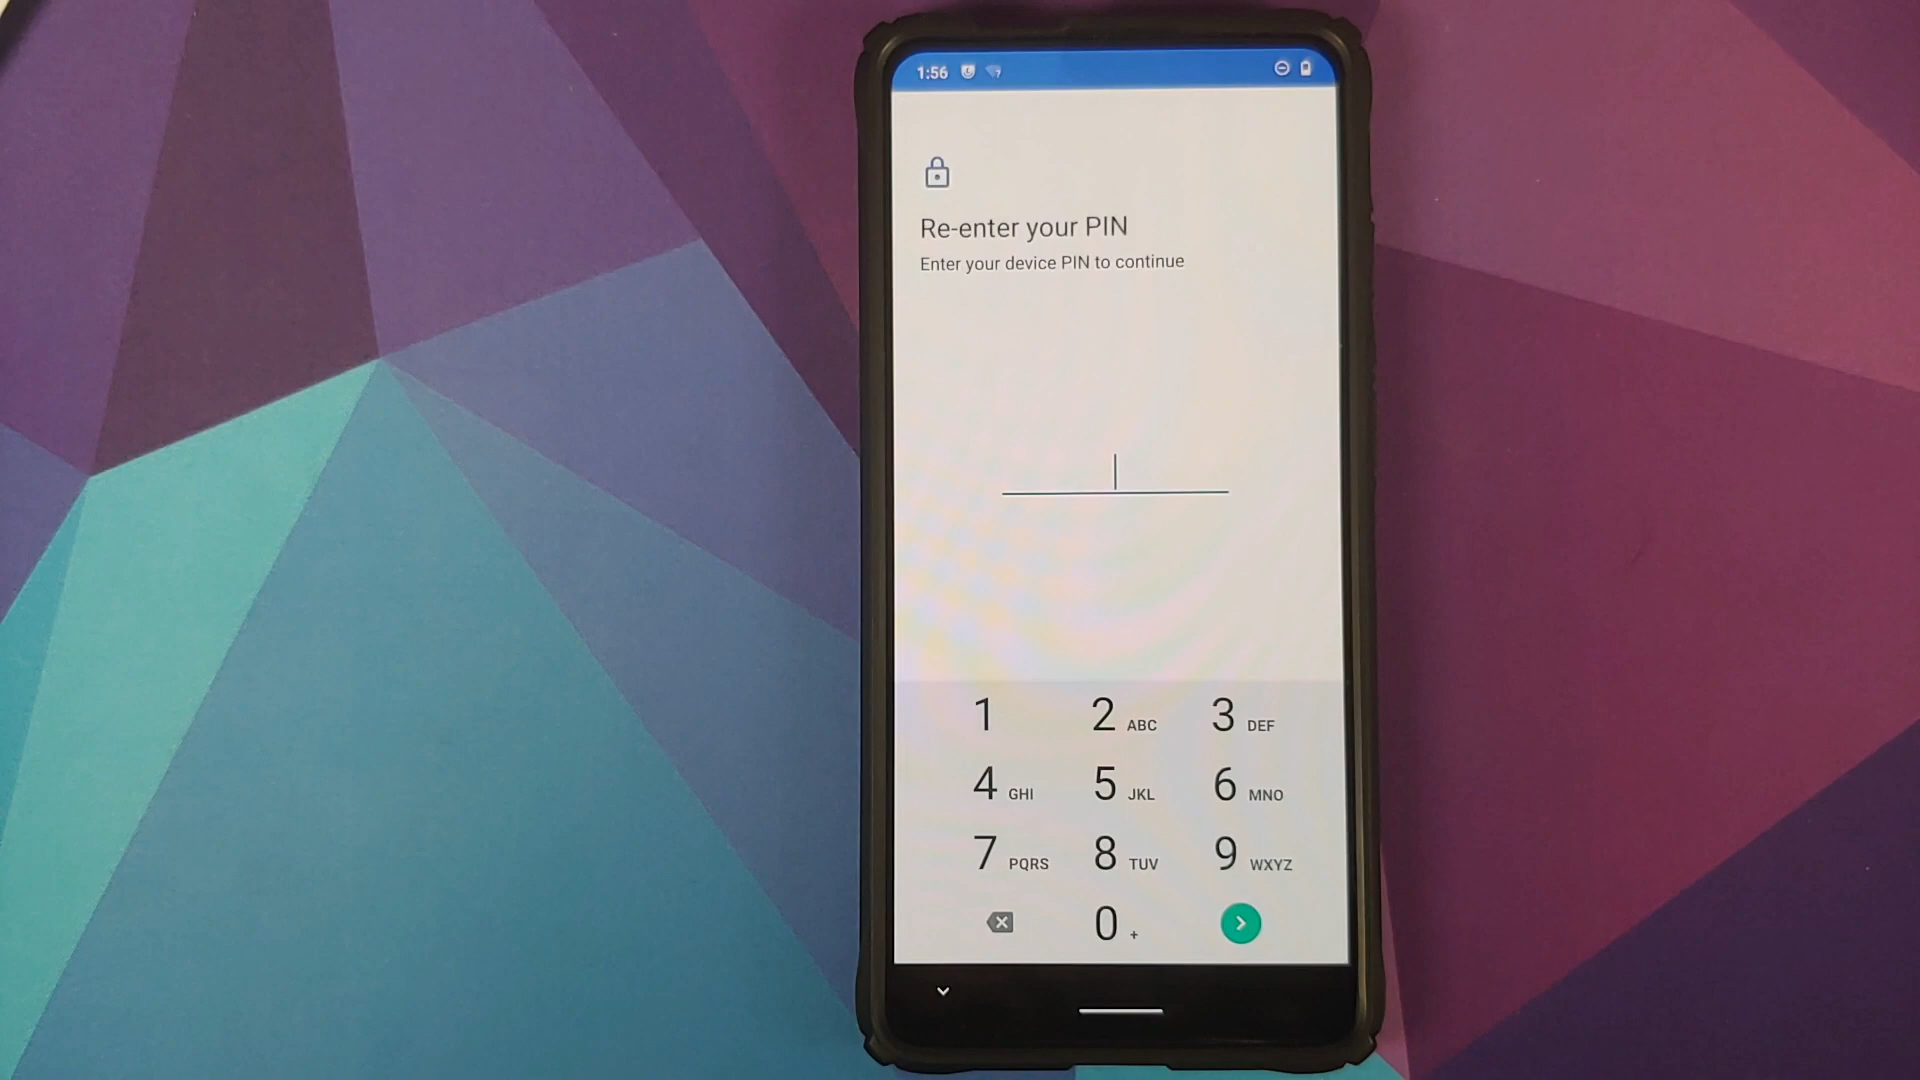 1:56
Re-enter your PIN
Enter your device PIN to continue
1 2 ABC 3 DEF
4 GHI 5 JKL 6 MNO
7 PQRS 8 TUV 9 WXYZ
0 +